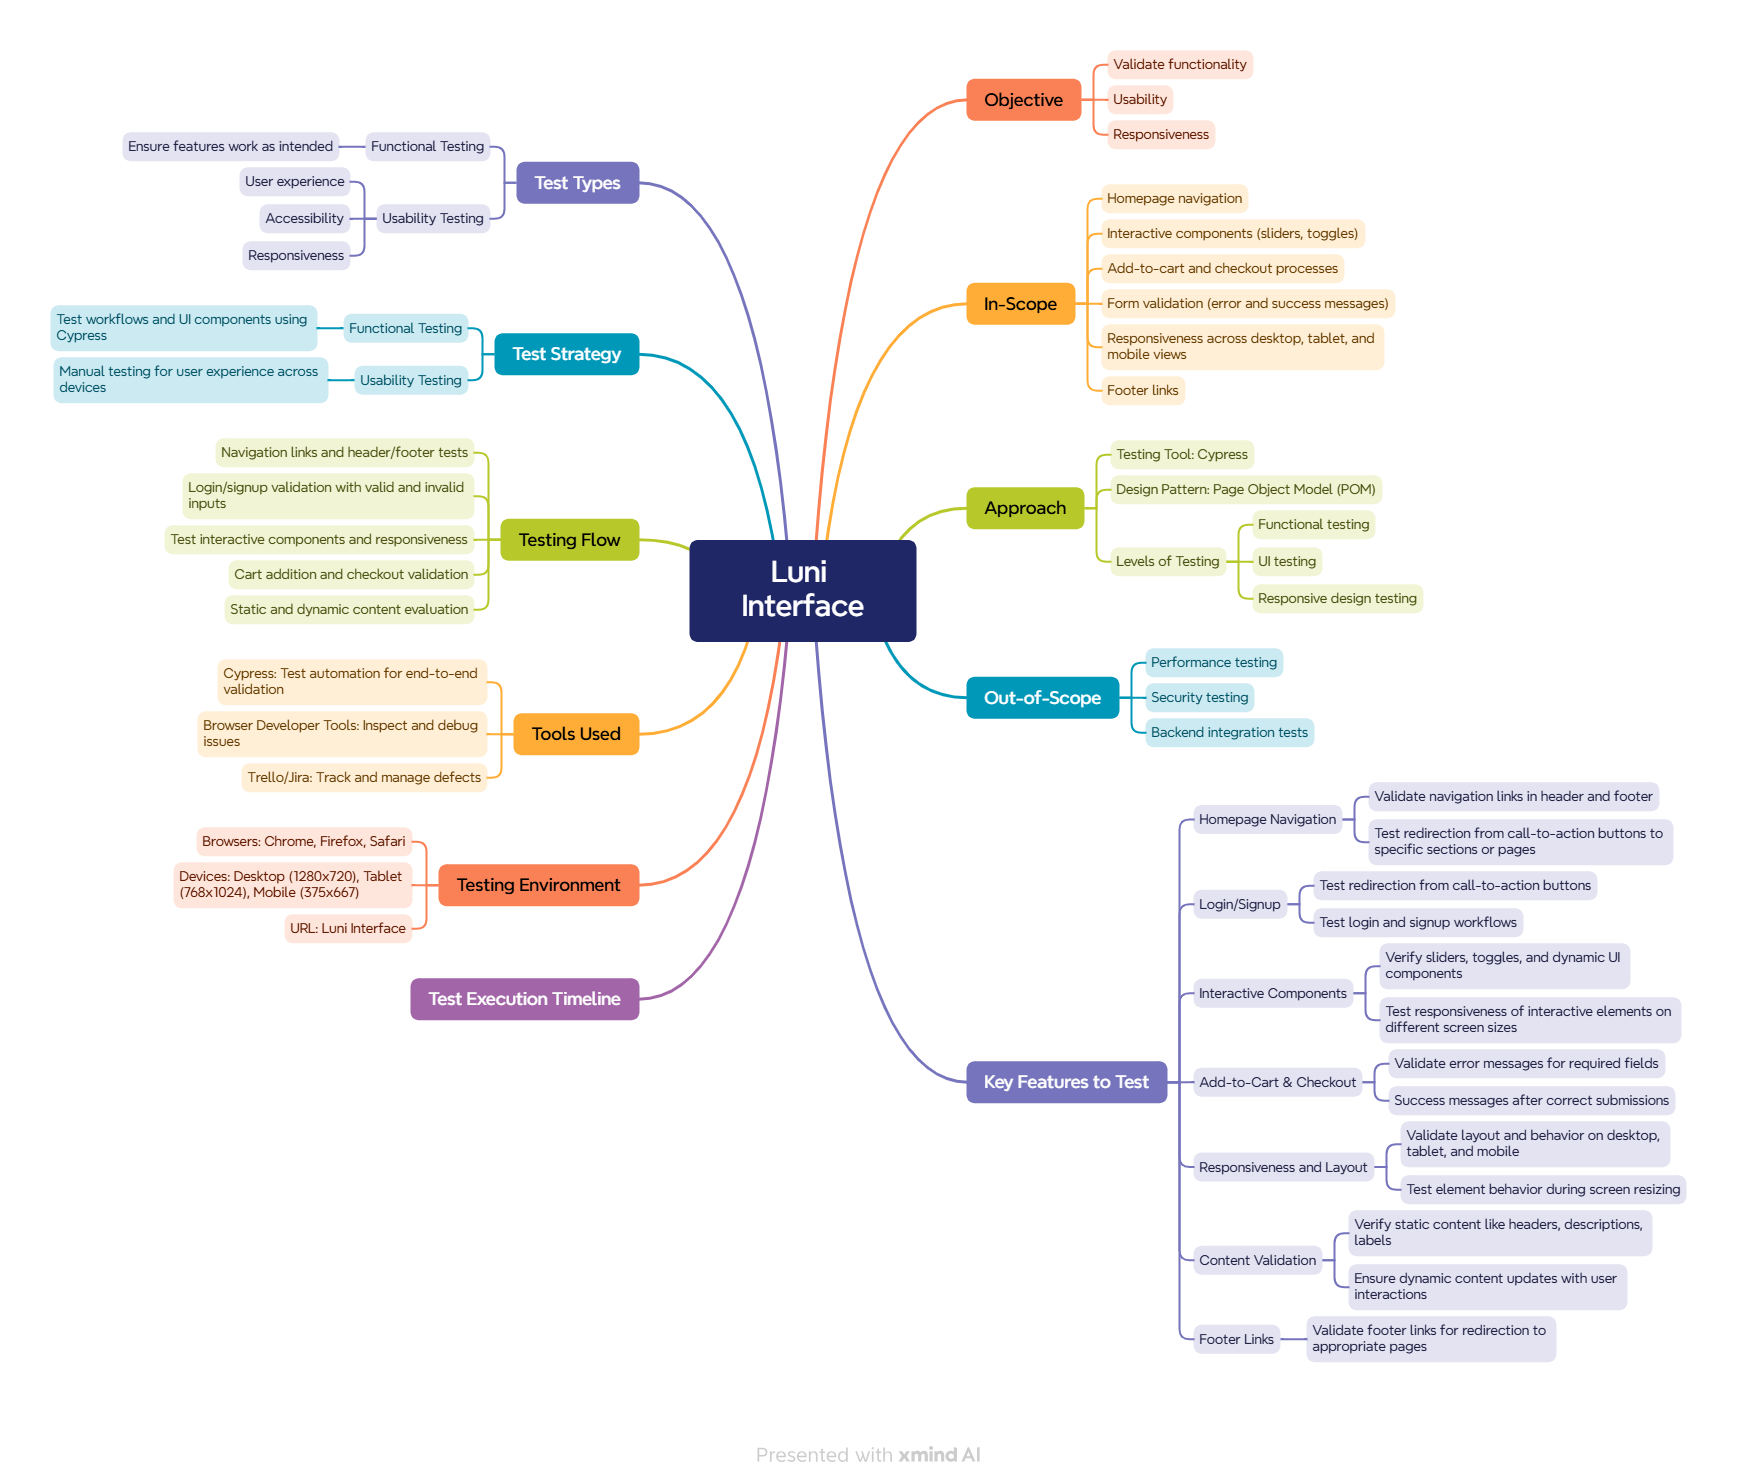 Luni
Interface
Objective
Validate functionality
Usability
Responsiveness
In-Scope
Homepage navigation
Interactive components (sliders, toggles)
Add-to-cart and checkout processes
Form validation (error and success messages)
Responsiveness across desktop, tablet, and
mobile views
Footer links
Approach
Testing Tool: Cypress
Design Pattern: Page Object Model (POM)
Levels of Testing
Functional testing
UI testing
Responsive design testing
Out-of-Scope
Performance testing
Security testing
Backend integration tests
Key Features to Test
Homepage Navigation
Validate navigation links in header and footer
Test redirection from call-to-action buttons to
specific sections or pages
Login/Signup
Test redirection from call-to-action buttons
Test login and signup workflows
Interactive Components
Verify sliders, toggles, and dynamic UI
components
Test responsiveness of interactive elements on
different screen sizes
Add-to-Cart & Checkout
Validate error messages for required fields
Success messages after correct submissions
Responsiveness and Layout
Validate layout and behavior on desktop,
tablet, and mobile
Test element behavior during screen resizing
Content Validation
Verify static content like headers, descriptions,
labels
Ensure dynamic content updates with user
interactions
Footer Links
Validate footer links for redirection to
appropriate pages
Test Types
Functional Testing
Ensure features work as intended
Usability Testing
User experience
Accessibility
Responsiveness
Test Strategy
Functional Testing
Test workflows and UI components using
Cypress
Usability Testing
Manual testing for user experience across
devices
Testing Flow
Navigation links and header/footer tests
Login/signup validation with valid and invalid
inputs
Test interactive components and responsiveness
Cart addition and checkout validation
Static and dynamic content evaluation
Tools Used
Cypress: Test automation for end-to-end
validation
Browser Developer Tools: Inspect and debug
issues
Trello/Jira: Track and manage defects
Testing Environment
Browsers: Chrome, Firefox, Safari
Devices: Desktop (1280x720), Tablet
(768x1024), Mobile (375x667)
URL: Luni Interface
Test Execution Timeline
Presented with xmind AI